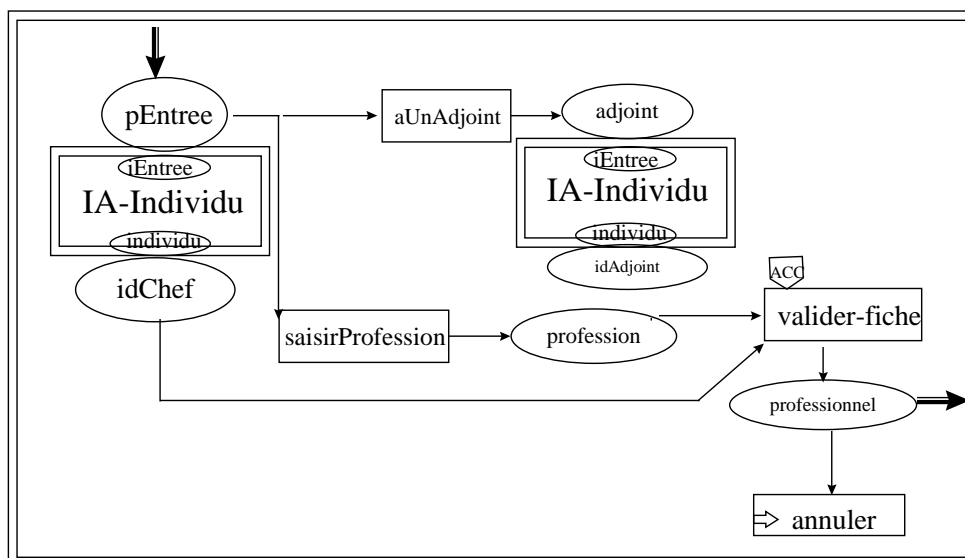 pEntree
aUnAdjoint
adjoint
iEntree
IA-Individu
individu
idChef
iEntree
IA-Individu
individu
idAdjoint
ACC
saisirProfession
profession
valider-fiche
professionnel
annuler